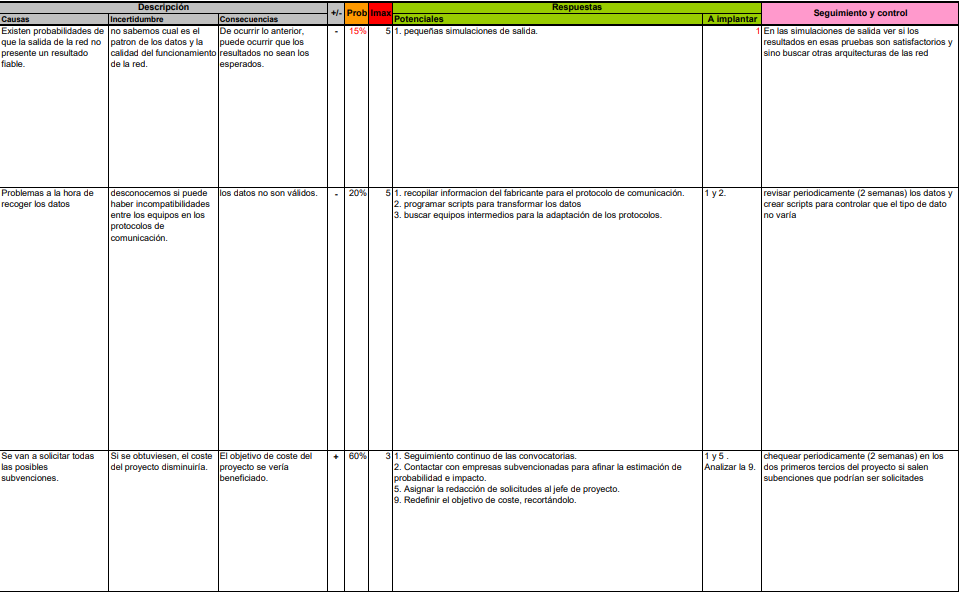 Descripción
+/-
Prob
Imax
Respuestas
Seguimiento y control
Causas
Incertidumbre
Consecuencias
Potenciales
A implantar
Existen probabilidades de
que la salida de la red no
presente un resultado
fiable.
no sabemos cual es el
patron de los datos y la
calidad del funcionamiento
de la red.
De ocurrir lo anterior,
puede ocurrir que los
resultados no sean los
esperados.
-
15%
5
1. pequeñas simulaciones de salida.
1
En las simulaciones de salida ver si los
resultados en esas pruebas son satisfactorios y
sino buscar otras arquitecturas de las red
Problemas a la hora de
recoger los datos
desconocemos si puede
haber incompatibilidades
entre los equipos en los
protocolos de
comunicación.
los datos no son válidos.
-
20%
5
1. recopilar informacion del fabricante para el protocolo de comunicación.
2. programar scripts para transformar los datos
3. buscar equipos intermedios para la adaptación de los protocolos.
1 y 2.
revisar periodicamente (2 semanas) los datos y
crear scripts para controlar que el tipo de dato
no varía
Se van a solicitar todas
las posibles
subvenciones.
Si se obtuviesen, el coste
del proyecto disminuiría.
El objetivo de coste del
proyecto se vería
beneficiado.
+
60%
3
1. Seguimiento continuo de las convocatorias.
2. Contactar con empresas subvencionadas para afinar la estimación de
probabilidad e impacto.
5. Asignar la redacción de solicitudes al jefe de proyecto.
9. Redefinir el objetivo de coste, recortándolo.
1 y 5 .
Analizar la 9.
chequear periodicamente (2 semanas) en los
dos primeros tercios del proyecto si salen
subenciones que podrían ser solicitades